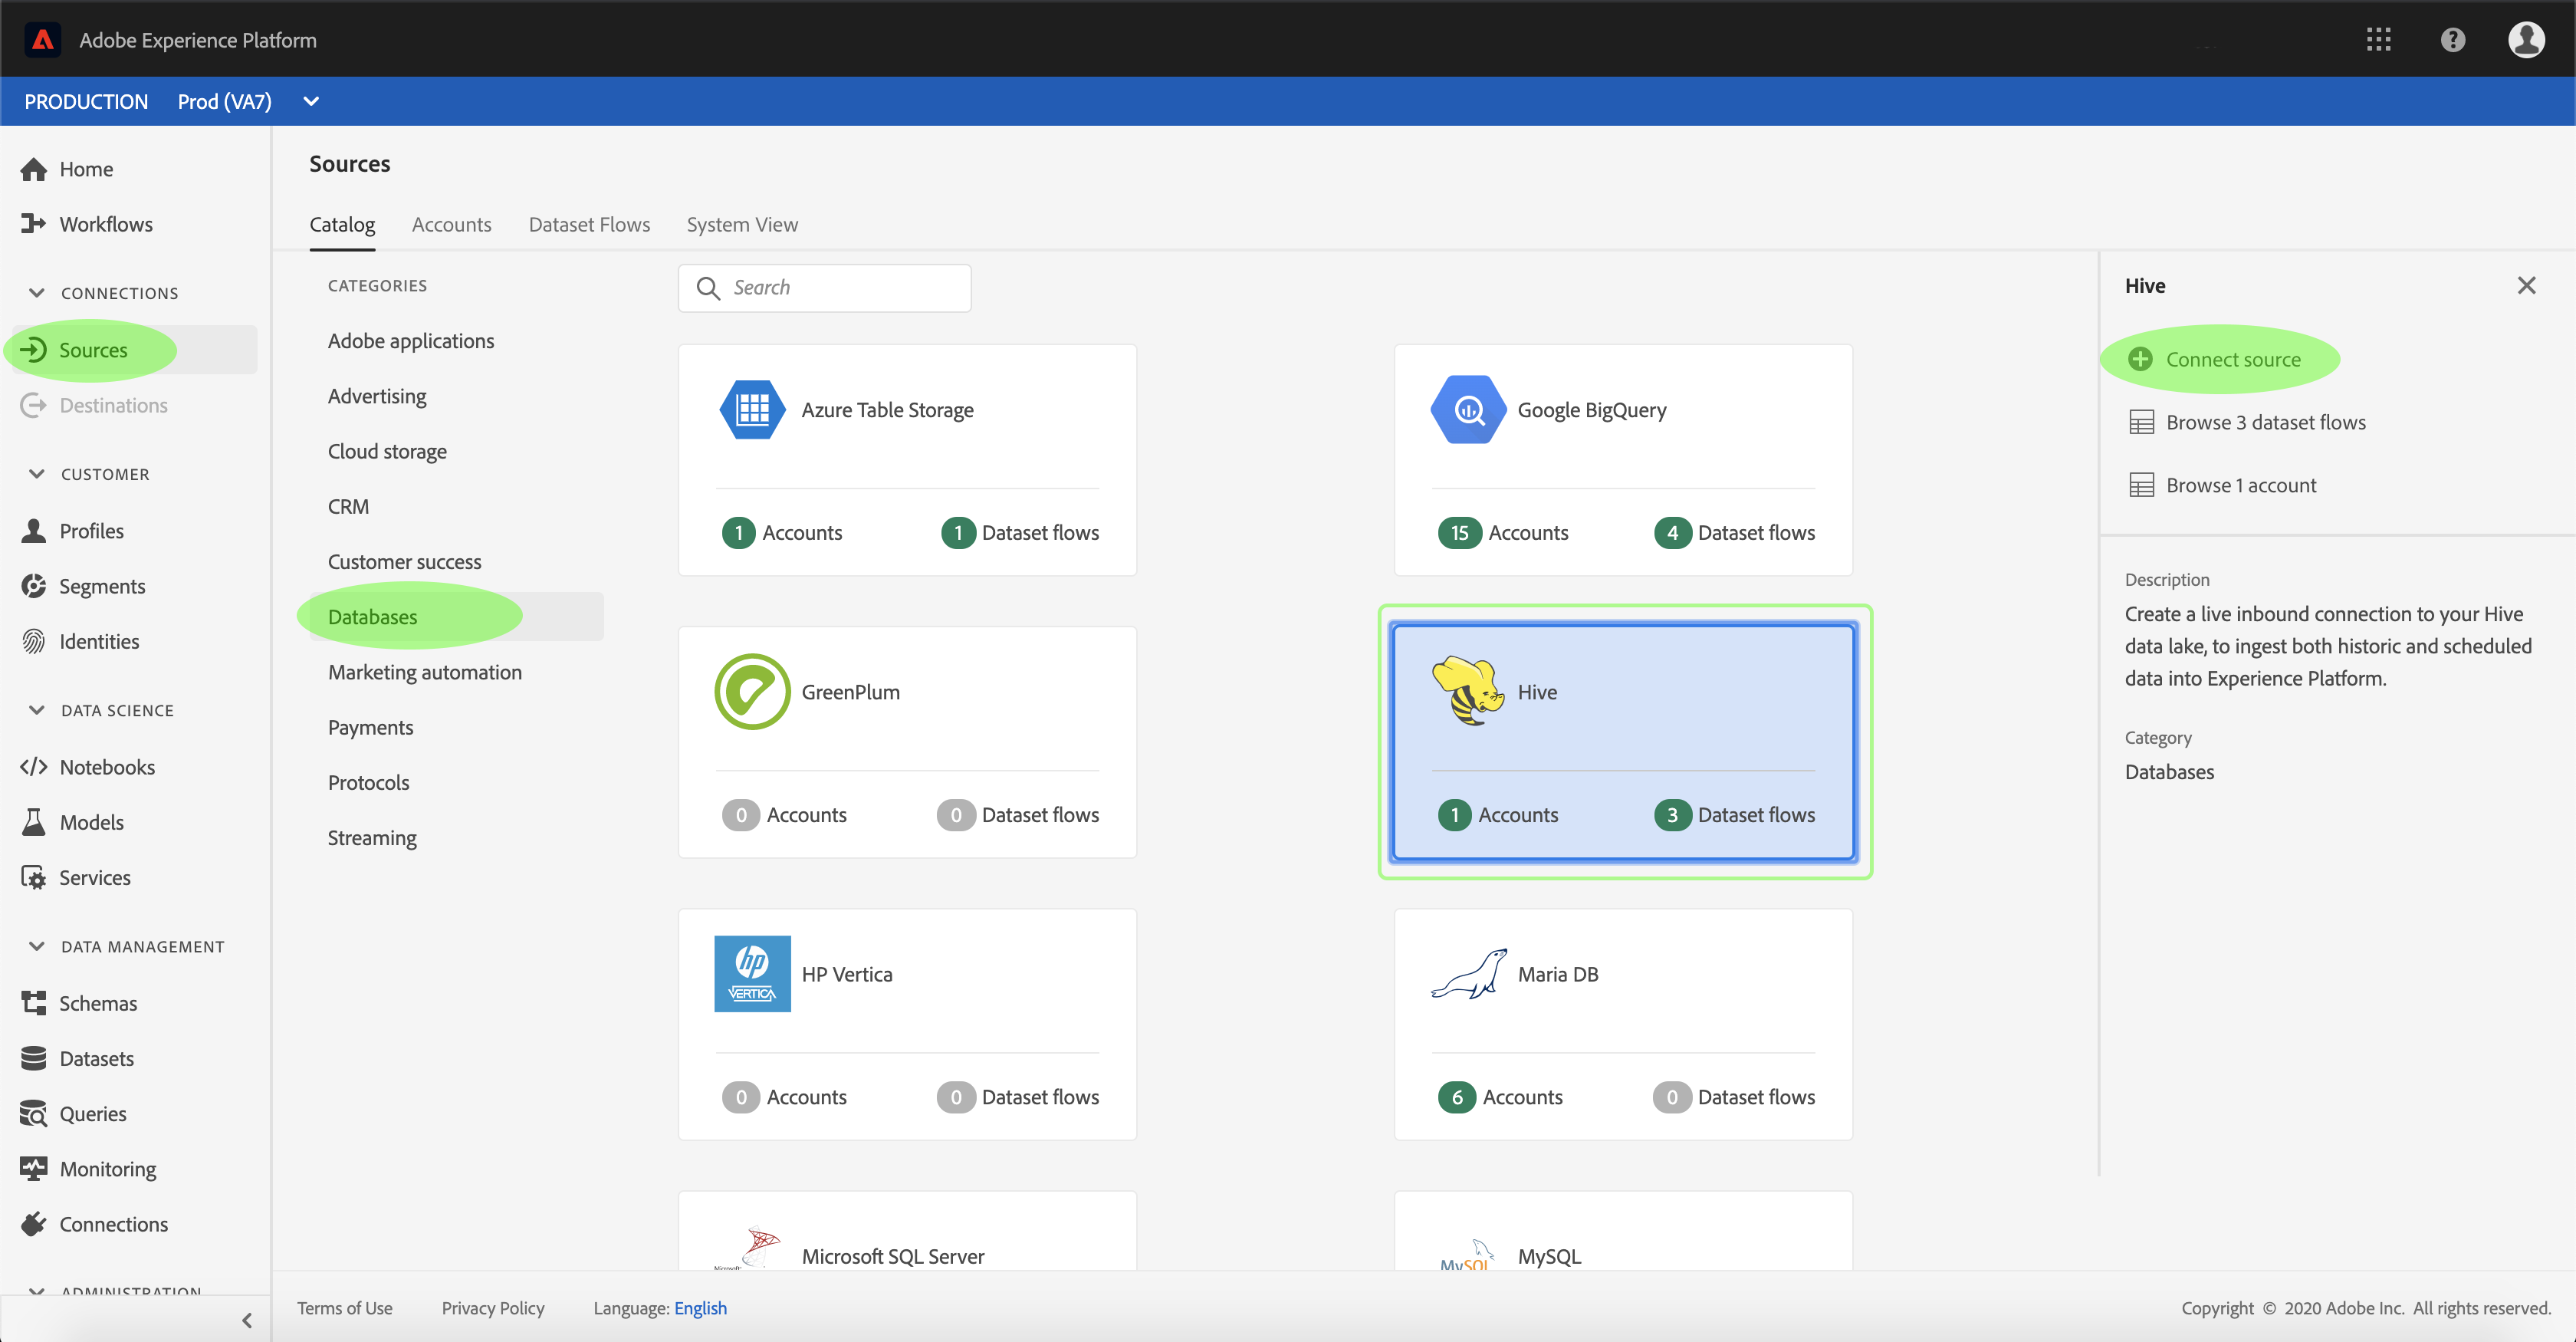 Adobe Experience Platform
PRODUCTION Prod (VA7)
Home
Workflows
CONNECTIONS
Sources
Destinations
CUSTOMER
Profiles
Segments
Identities
DATA SCIENCE
Notebooks
Models
Services
DATA MANAGEMENT
Schemas
Datasets
Queries
Monitoring
Connections
ADMINISTRATION
Sources
Catalog Accounts Dataset Flows System View
CATEGORIES
Adobe applications
Advertising
Cloud storage
CRM
Customer success
Databases
Marketing automation
Payments
Protocols
Streaming
Search
Azure Table Storage
1 Accounts 1 Dataset flows
Google BigQuery
15 Accounts 4 Dataset flows
GreenPlum
0 Accounts 0 Dataset flows
Hive
1 Accounts 3 Dataset flows
hp
VERTICA
HP Vertica
0 Accounts 0 Dataset flows
Maria DB
6 Accounts 0 Dataset flows
Microsoft
Microsoft SQL Server
MySQL
MySQL
Hive
Connect source
Browse 3 dataset flows
Browse 1 account
Description
Create a live inbound connection to your Hive
data lake, to ingest both historic and scheduled
data into Experience Platform.
Category
Databases
Terms of Use Privacy Policy Language: English
Copyright © 2020 Adobe Inc. All rights reserved.